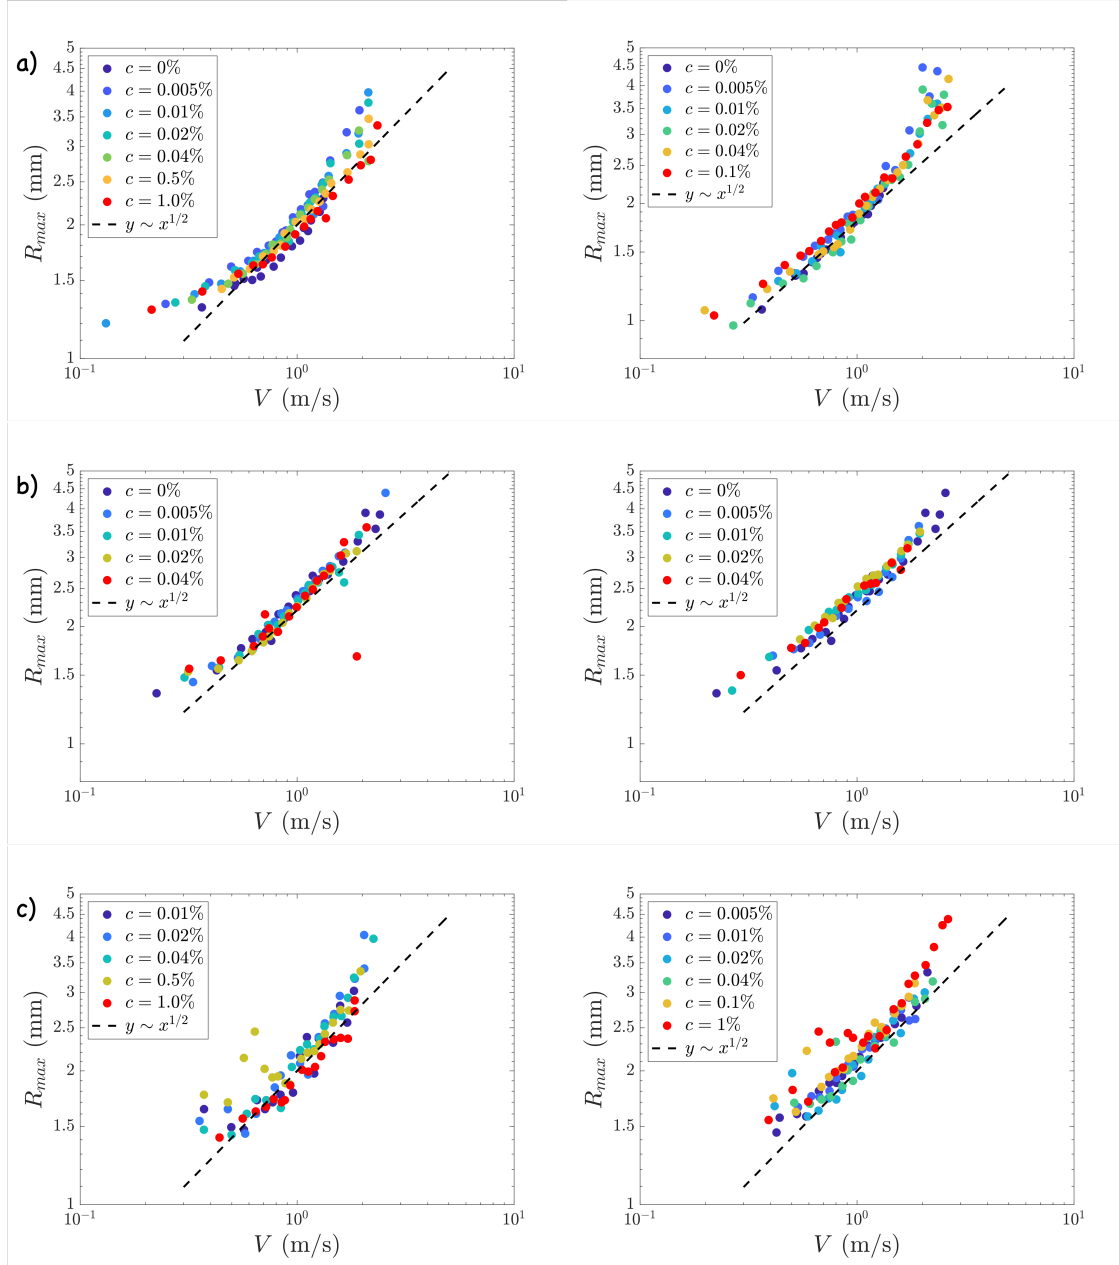 a)
5
4.5
4
3.5
3
2.5
2
1.5
1
R_max (mm)
c = 0%
c = 0.005%
c = 0.01%
c = 0.02%
c = 0.04%
c = 0.5%
c = 1.0%
y ∼ x^{1/2}
10^{-1} 10^0 10^1
V (m/s)
5
4.5
4
3.5
3
2.5
2
1.5
1
R_max (mm)
c = 0%
c = 0.005%
c = 0.01%
c = 0.02%
c = 0.04%
c = 0.1%
y ∼ x^{1/2}
10^{-1} 10^0 10^1
V (m/s)
b)
5
4.5
4
3.5
3
2.5
2
1.5
1
R_max (mm)
c = 0%
c = 0.005%
c = 0.01%
c = 0.02%
c = 0.04%
y ∼ x^{1/2}
10^{-1} 10^0 10^1
V (m/s)
5
4.5
4
3.5
3
2.5
2
1.5
1
R_max (mm)
c = 0%
c = 0.005%
c = 0.01%
c = 0.02%
c = 0.04%
y ∼ x^{1/2}
10^{-1} 10^0 10^1
V (m/s)
c)
5
4.5
4
3.5
3
2.5
2
1.5
1
R_max (mm)
c = 0.01%
c = 0.02%
c = 0.04%
c = 0.5%
c = 1.0%
y ∼ x^{1/2}
10^{-1} 10^0 10^1
V (m/s)
5
4.5
4
3.5
3
2.5
2
1.5
1
R_max (mm)
c = 0.005%
c = 0.01%
c = 0.02%
c = 0.04%
c = 0.1%
c = 1%
y ∼ x^{1/2}
10^{-1} 10^0 10^1
V (m/s)